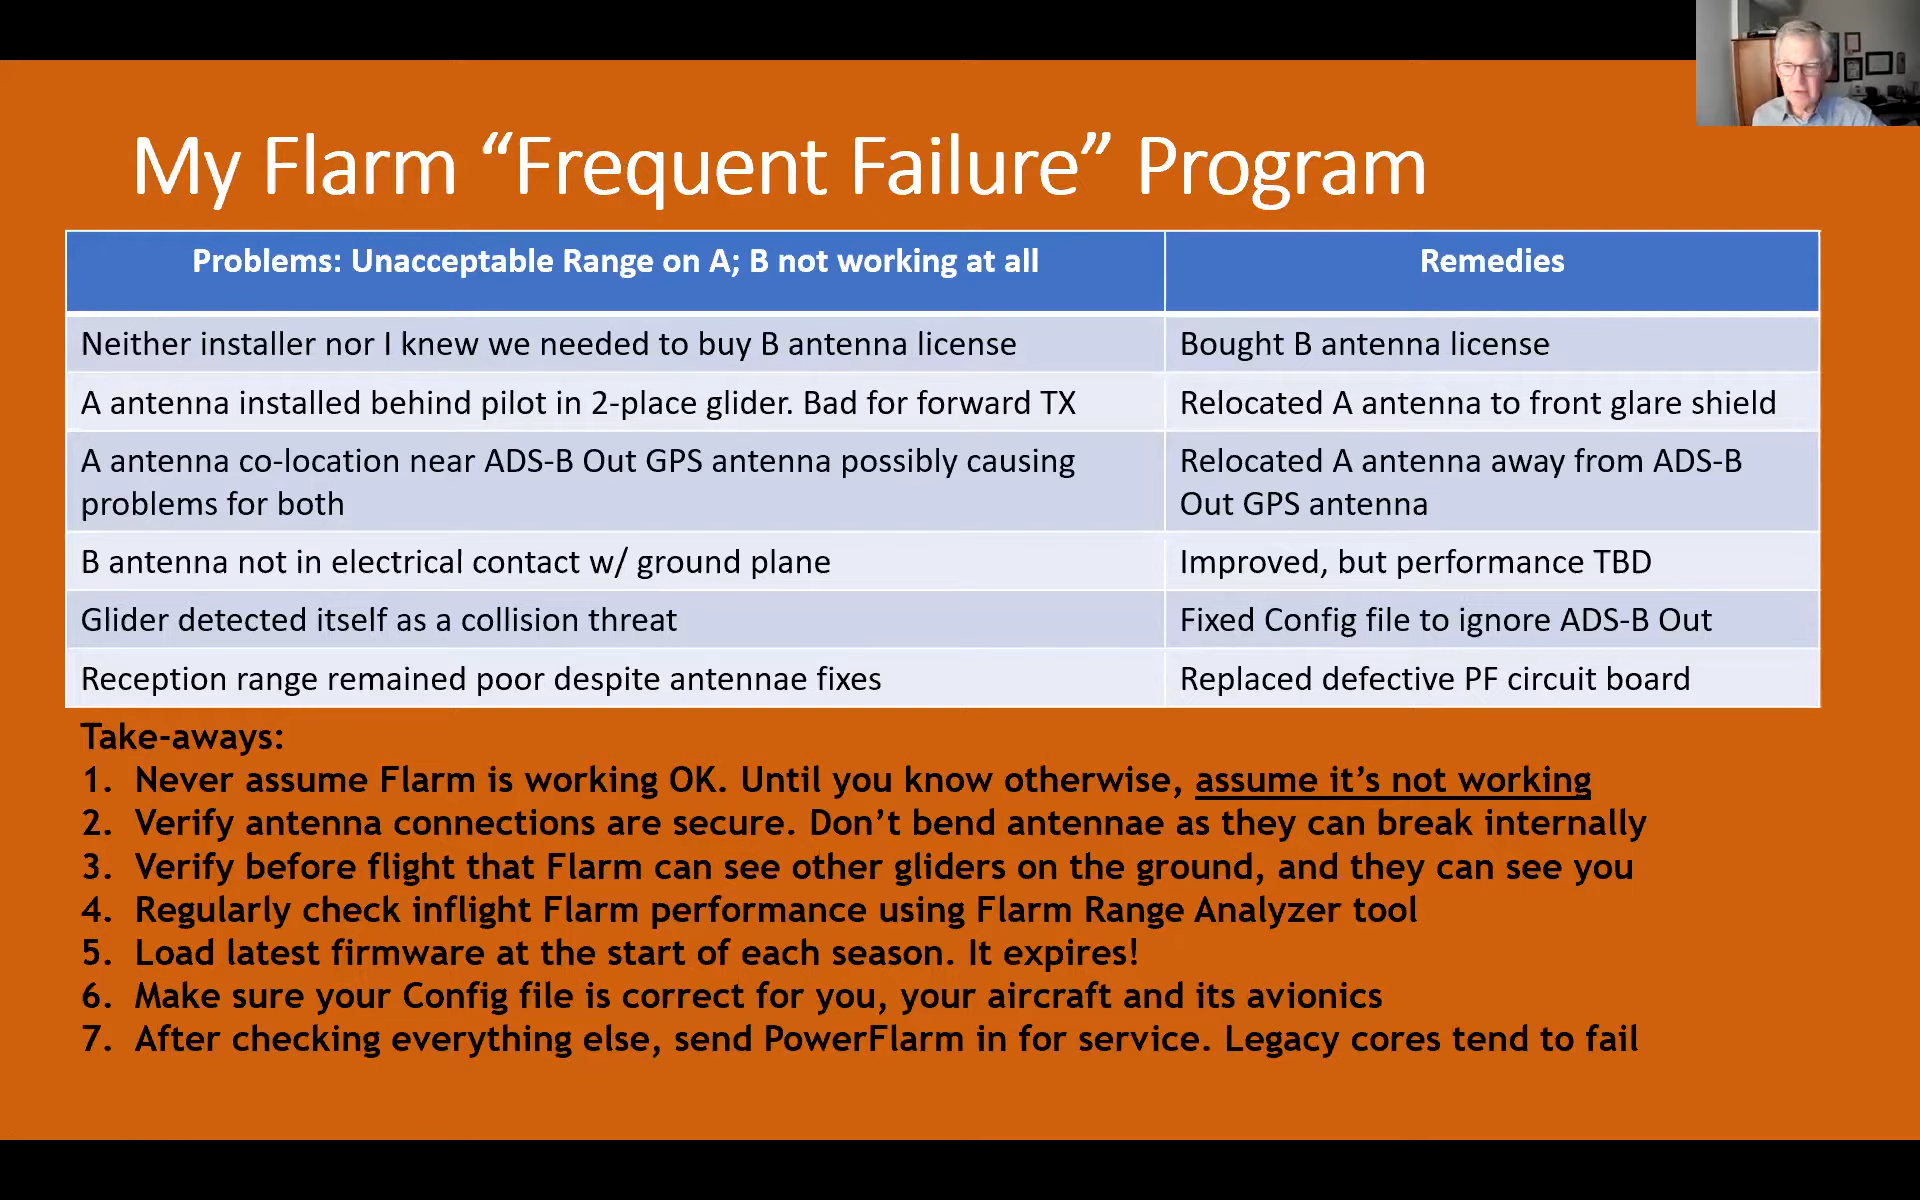 My Flarm “Frequent Failure” Program
Problems: Unacceptable Range on A; B not working at all
Remedies
Neither installer nor I knew we needed to buy B antenna license
Bought B antenna license
A antenna installed behind pilot in 2-place glider. Bad for forward TX
Relocated A antenna to front glare shield
A antenna co-location near ADS-B Out GPS antenna possibly causing
problems for both
Relocated A antenna away from ADS-B
Out GPS antenna
B antenna not in electrical contact w/ ground plane
Improved, but performance TBD
Glider detected itself as a collision threat
Fixed Config file to ignore ADS-B Out
Reception range remained poor despite antennae fixes
Replaced defective PF circuit board
Take-aways:
1. Never assume Flarm is working OK. Until you know otherwise, assume it’s not working
2. Verify antenna connections are secure. Don’t bend antennae as they can break internally
3. Verify before flight that Flarm can see other gliders on the ground, and they can see you
4. Regularly check inflight Flarm performance using Flarm Range Analyzer tool
5. Load latest firmware at the start of each season. It expires!
6. Make sure your Config file is correct for you, your aircraft and its avionics
7. After checking everything else, send PowerFlarm in for service. Legacy cores tend to fail